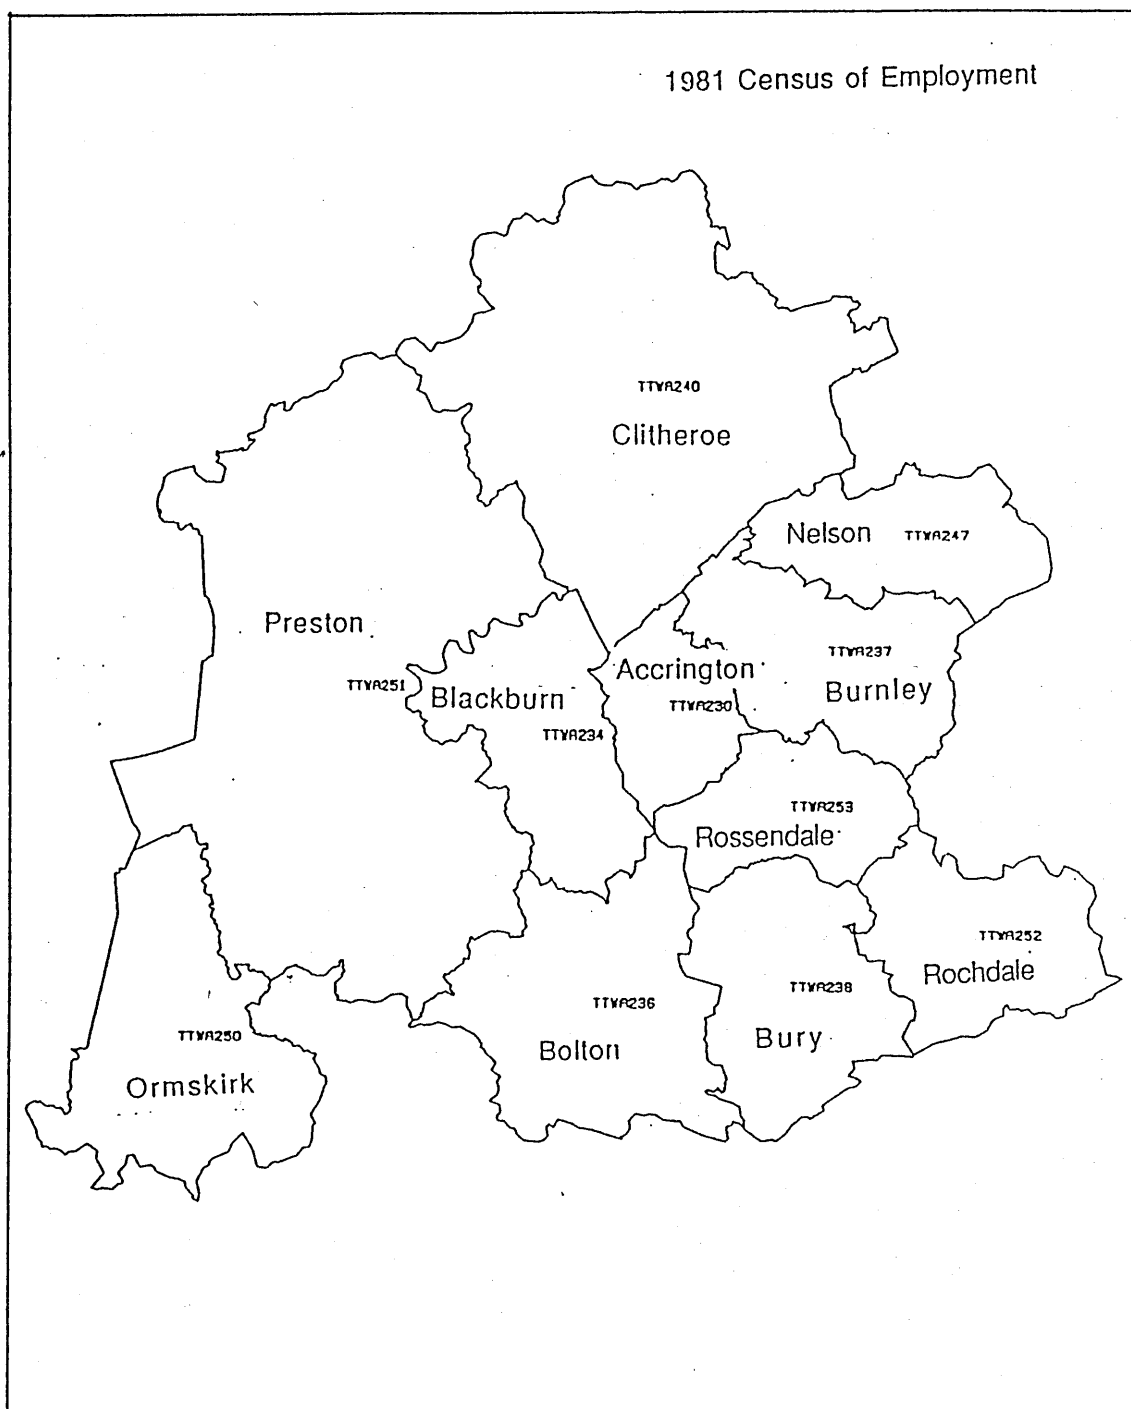 1981 Census of Employment
TTWA240
Clitheroe
Nelson TTWA247
Preston
TTWA237
Accrington
TTWA251
Blackburn
Burnley
TTWA230
TTWA234
TTWA253
Rossendale
TTWA252
Rochdale
TTWA238
TTWA236
Bury
TTWA250
Bolton
Ormskirk